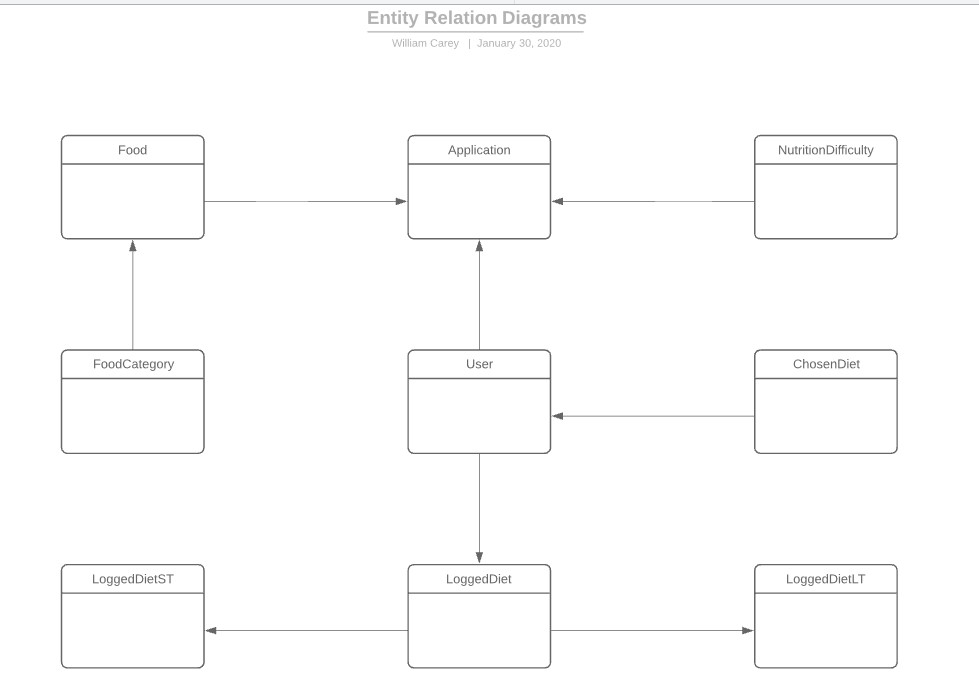 Entity Relation Diagrams
William Carey | January 30, 2020
Food
Application
NutritionDifficulty
FoodCategory
User
ChosenDiet
LoggedDietST
LoggedDiet
LoggedDietLT